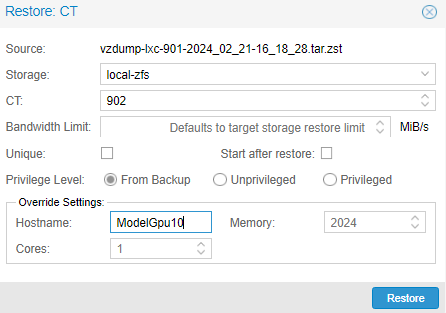 Restore: CT
Source: vzdump-lxc-901-2024_02_21-16_18_28.tar.zst
Storage: local-zfs
CT: 902
Bandwidth Limit: Defaults to target storage restore limit MiB/s
Unique: Start after restore:
Privilege Level: From Backup Unprivileged Privileged
Override Settings:
Hostname: ModelGpu10 Memory: 2024
Cores: 1
Restore